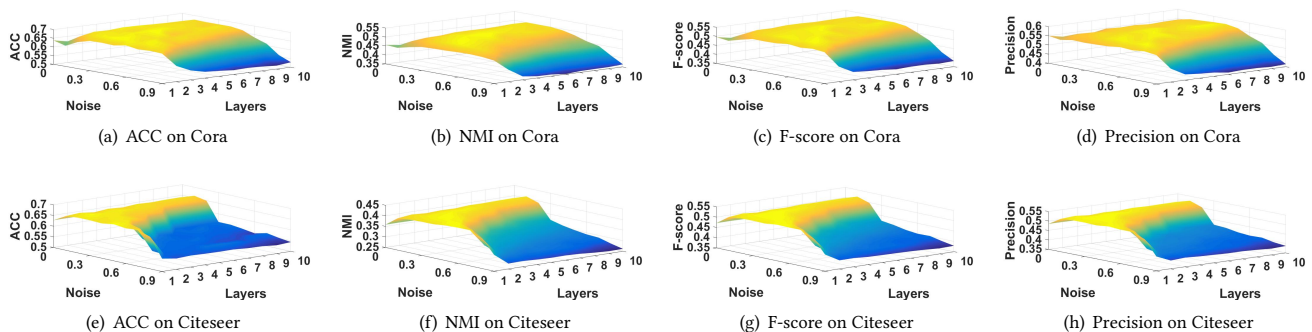 0.7
0.65
0.6
0.55
0.5
ACC
0
0.3
0.6
0.9
Noise
1 2 3 4 5 6 7 8 9 10
Layers
(a) ACC on Cora
0.55
0.5
0.45
0.4
0.35
NMI
0
0.3
0.6
0.9
Noise
1 2 3 4 5 6 7 8 9 10
Layers
(b) NMI on Cora
0.55
0.5
0.45
0.4
0.35
F-score
0
0.3
0.6
0.9
Noise
1 2 3 4 5 6 7 8 9 10
Layers
(c) F-score on Cora
0.6
0.55
0.5
0.45
0.4
Precision
0
0.3
0.6
0.9
Noise
1 2 3 4 5 6 7 8 9 10
Layers
(d) Precision on Cora
0.7
0.65
0.6
0.55
0.5
ACC
0
0.3
0.6
0.9
Noise
1 2 3 4 5 6 7 8 9 10
Layers
(e) ACC on Citeseer
0.45
0.4
0.35
0.3
0.25
NMI
0
0.3
0.6
0.9
Noise
1 2 3 4 5 6 7 8 9 10
Layers
(f) NMI on Citeseer
0.55
0.5
0.45
0.4
0.35
F-score
0
0.3
0.6
0.9
Noise
1 2 3 4 5 6 7 8 9 10
Layers
(g) F-score on Citeseer
0.55
0.5
0.45
0.4
0.35
Precision
0
0.3
0.6
0.9
Noise
1 2 3 4 5 6 7 8 9 10
Layers
(h) Precision on Citeseer